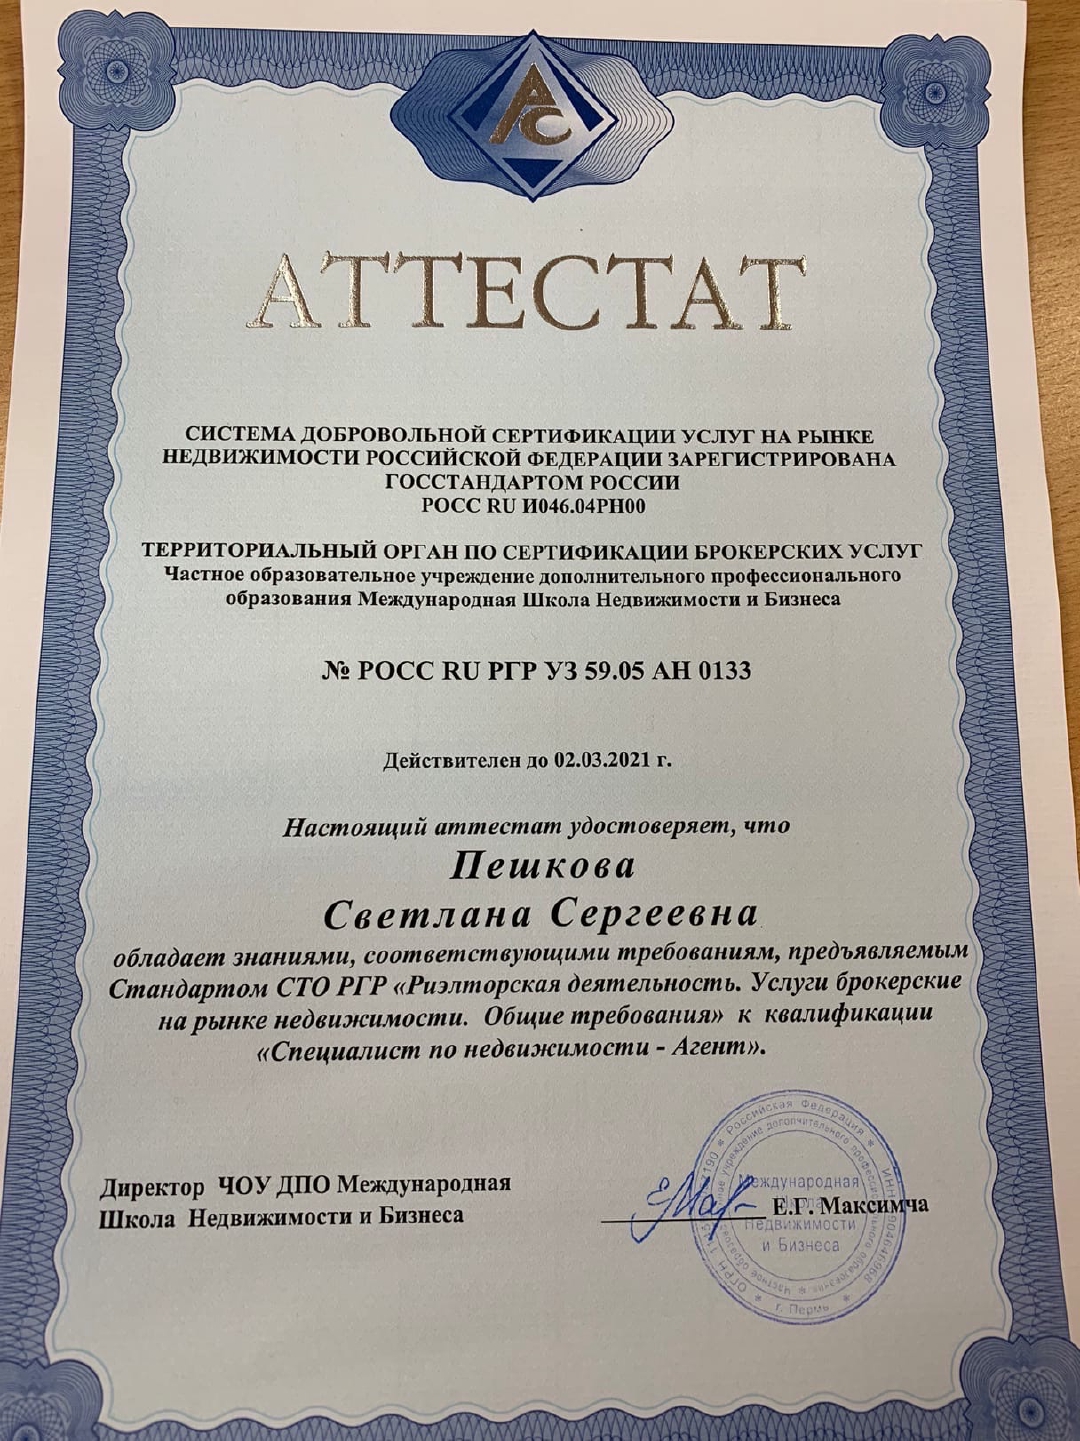 АС
АТТЕСТАТ
СИСТЕМА ДОБРОВОЛЬНОЙ СЕРТИФИКАЦИИ УСЛУГ НА РЫНКЕ
НЕДВИЖИМОСТИ РОССИЙСКОЙ ФЕДЕРАЦИИ ЗАРЕГИСТРИРОВАНА
ГОССТАНДАРТОМ РОССИИ
РОСС RU И046.04РН00
ТЕРРИТОРИАЛЬНЫЙ ОРГАН ПО СЕРТИФИКАЦИИ БРОКЕРСКИХ УСЛУГ
Частное образовательное учреждение дополнительного профессионального
образования Международная Школа Недвижимости и Бизнеса
№ РОСС RU РГР УЗ 59.05 АН 0133
Действителен до 02.03.2021 г.
Настоящий аттестат удостоверяет, что
Пешкова
Светлана Сергеевна
обладает знаниями, соответствующими требованиям, предъявляемым
Стандартом СТО РГР «Риэлторская деятельность. Услуги брокерские
на рынке недвижимости. Общие требования» к квалификации
«Специалист по недвижимости - Агент».
Директор ЧОУ ДПО Международная
Школа Недвижимости и Бизнеса
Е.Г. Максимча
Российская Федерация
г. Пермь
Международная
Школа
Недвижимости
и Бизнеса